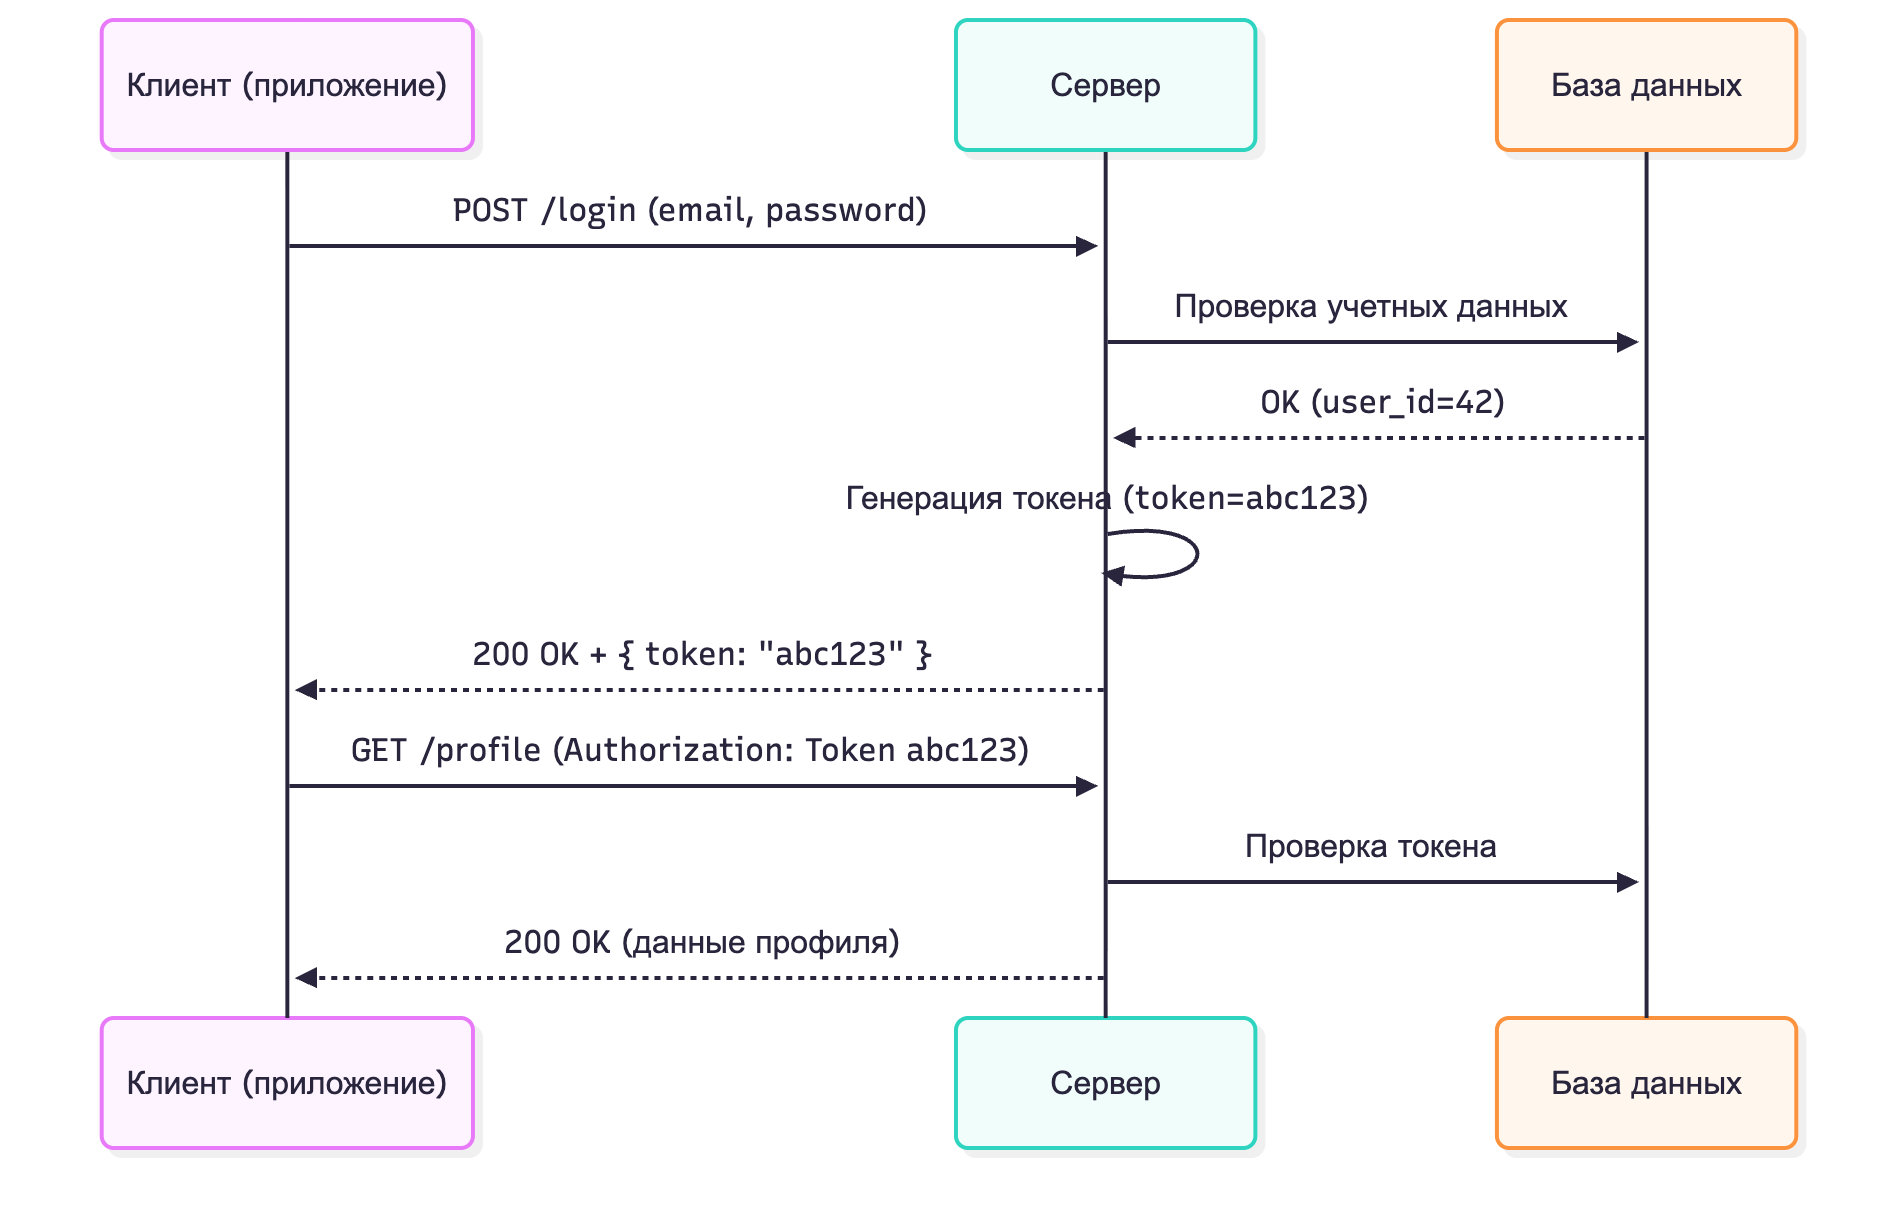 Клиент (приложение)
Сервер
База данных
POST /login (email, password)
Проверка учетных данных
OK (user_id=42)
Генерация токена (token=abc123)
200 OK + { token: "abc123" }
GET /profile (Authorization: Token abc123)
Проверка токена
200 OK (данные профиля)
Клиент (приложение)
Сервер
База данных